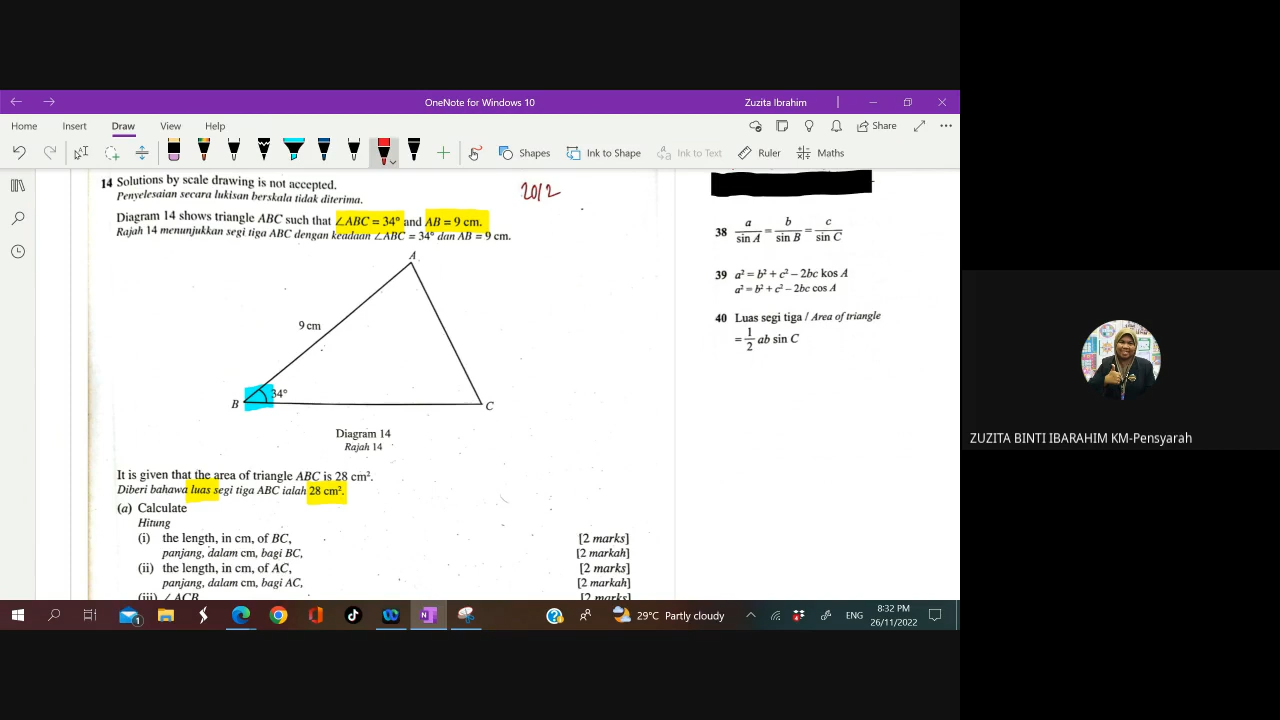 OneNote for Windows 10
Zuzita Ibrahim
Home Insert Draw View Help
Share
Shapes Ink to Shape Ink to Text Ruler Maths
14 Solutions by scale drawing is not accepted.
Penyelesaian secara lukisan berskala tidak diterima.
2012
Diagram 14 shows triangle ABC such that ∠ABC = 34° and AB = 9 cm.
Rajah 14 menunjukkan segi tiga ABC dengan keadaan ∠ABC = 34° dan AB = 9 cm.
A
9 cm
34°
B
C
Diagram 14
Rajah 14
It is given that the area of triangle ABC is 28 cm².
Diberi bahawa luas segi tiga ABC ialah 28 cm².
(a) Calculate
Hitung
(i) the length, in cm, of BC, [2 marks]
panjang, dalam cm, bagi BC, [2 markah]
(ii) the length, in cm, of AC, [2 marks]
panjang, dalam cm, bagi AC, [2 markah]
(iii) ∠ACB [2 marks]
38 a/sin A = b/sin B = c/sin C
39 a² = b² + c² – 2bc kos A
a² = b² + c² – 2bc cos A
40 Luas segi tiga / Area of triangle
= 1/2 ab sin C
ZUZITA BINTI IBARAHIM KM-Pensyarah
1
29°C Partly cloudy
ENG
8:32 PM
26/11/2022